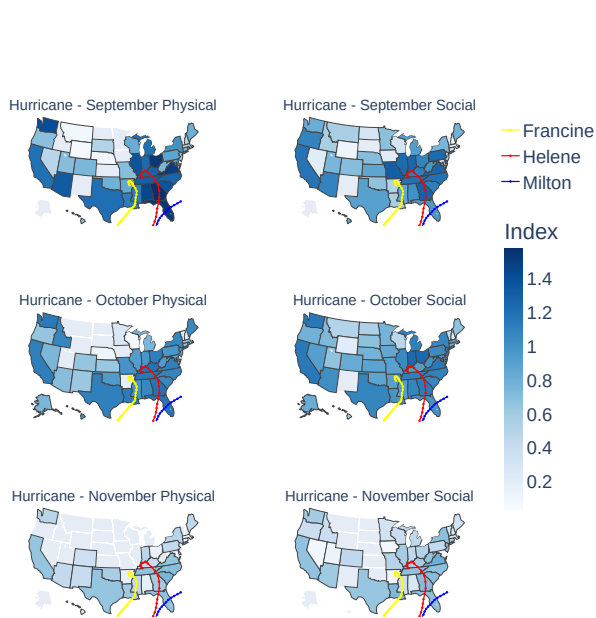 Hurricane - September Physical
Hurricane - September Social
Francine
Helene
Milton
Index
1.4
1.2
1
0.8
0.6
0.4
0.2
Hurricane - October Physical
Hurricane - October Social
Hurricane - November Physical
Hurricane - November Social